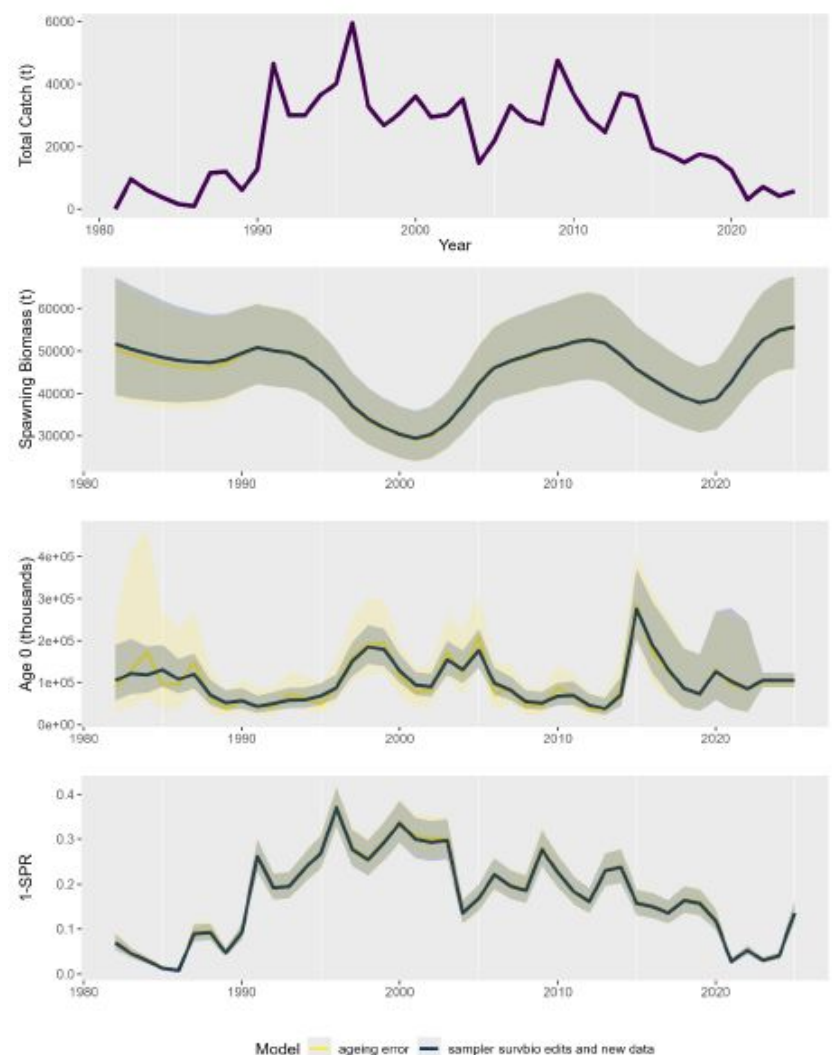 Total Catch (t)
6000
4000
2000
0
1980 1990 2000 2010 2020
Year
Spawning Biomass (t)
60000
50000
40000
30000
1980 1990 2000 2010 2020
Age 0 (thousands)
4e+05
3e+05
2e+05
1e+05
0e+00
1980 1990 2000 2010 2020
1-SPR
0.4
0.3
0.2
0.1
0.0
1980 1990 2000 2010 2020
Model ageing error sampler survbio edits and new data